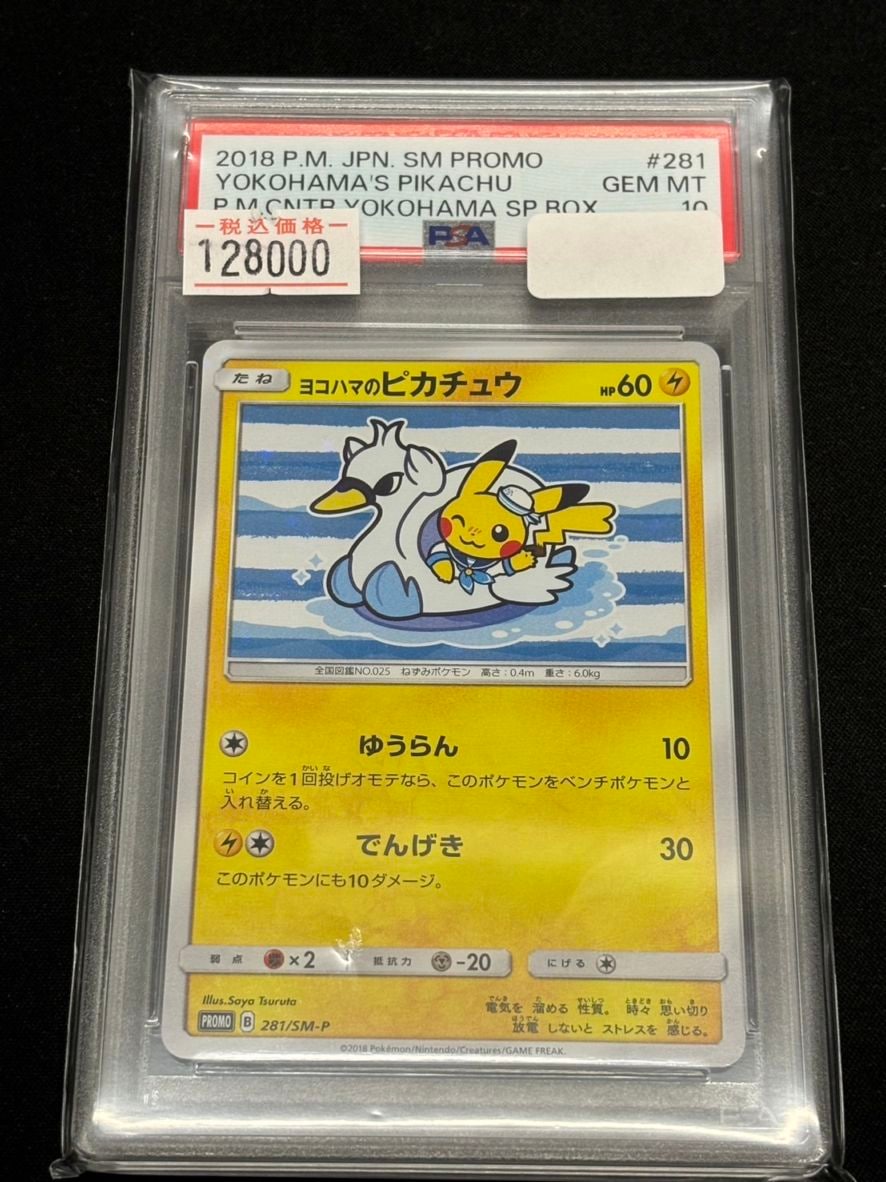 2018 P.M. JPN. SM PROMO #281
YOKOHAMA'S PIKACHU GEM MT
P.M.CNTR.YOKOHAMA SP.BOX 10
税込価格
128000
PSA
たね ヨコハマのピカチュウ HP60
全国図鑑NO.025 ねずみポケモン 高さ:0.4m 重さ:6.0kg
ゆうらん 10
コインを1回投げオモテなら、このポケモンをベンチポケモンと
入れ替える。
でんげき 30
このポケモンにも10ダメージ。
弱点 ×2 抵抗力 -20 にげる
Illus.Saya Tsuruta
電気を 溜める 性質。 時々 思い切り
放電 しないと ストレスを 感じる。
PROMO B 281/SM-P
©2018 Pokémon/Nintendo/Creatures/GAME FREAK.